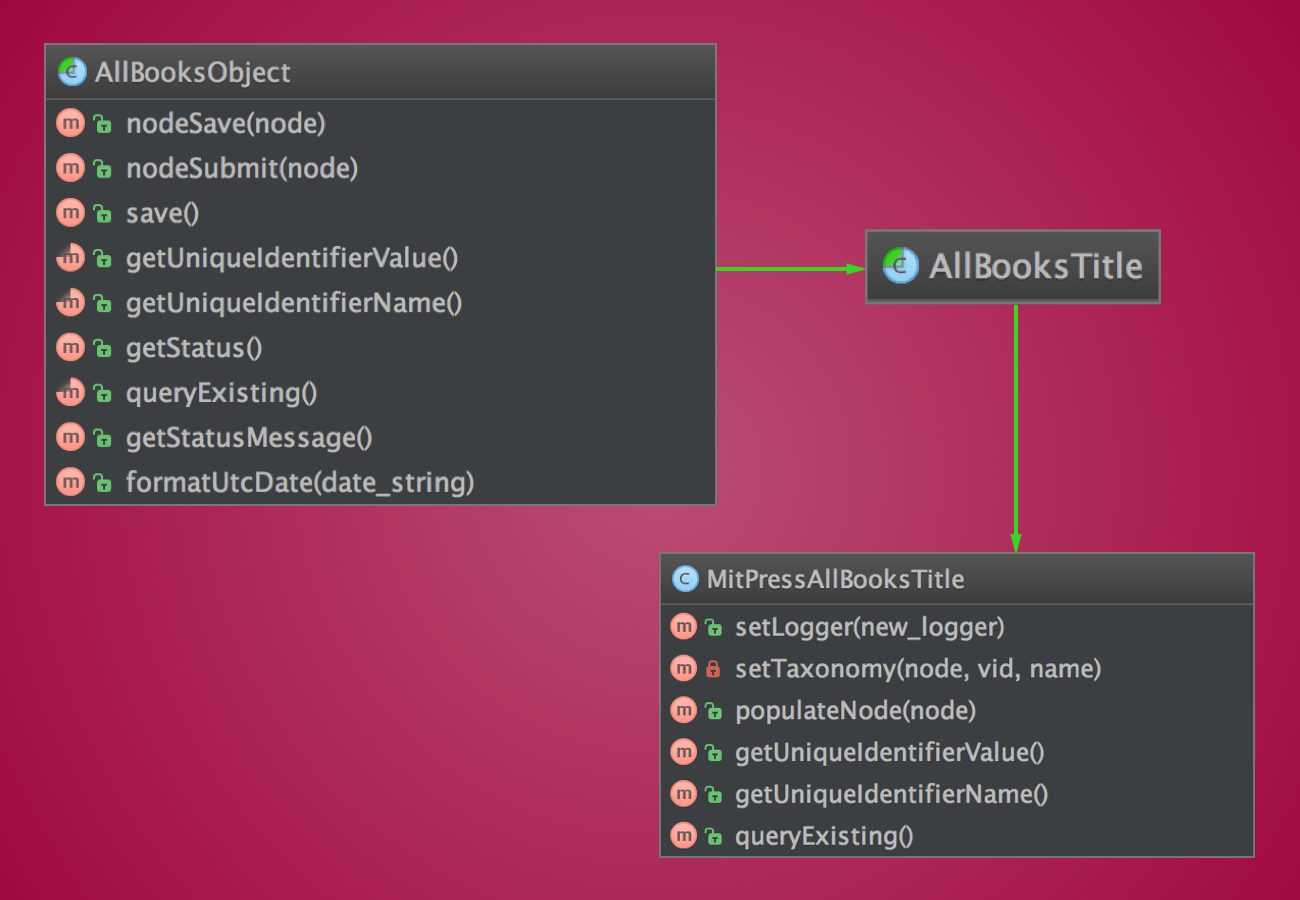 AllBooksObject
nodeSave(node)
nodeSubmit(node)
save()
getUniqueIdentifierValue()
getUniqueIdentifierName()
getStatus()
queryExisting()
getStatusMessage()
formatUtcDate(date_string)
AllBooksTitle
MitPressAllBooksTitle
setLogger(new_logger)
setTaxonomy(node, vid, name)
populateNode(node)
getUniqueIdentifierValue()
getUniqueIdentifierName()
queryExisting()